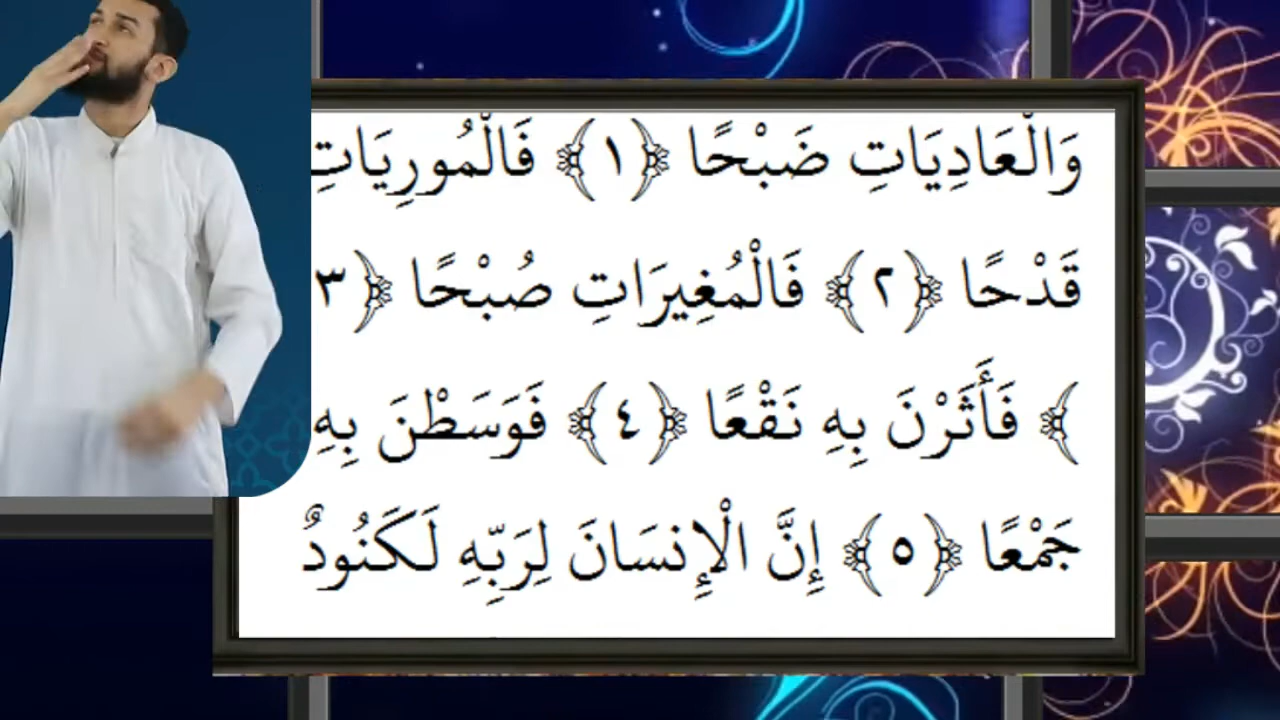 وَالْعَادِيَاتِ ضَبْحًا ﴿١﴾ فَالْمُورِيَاتِ
قَدْحًا ﴿٢﴾ فَالْمُغِيرَاتِ صُبْحًا ﴿٣
﴾ فَأَثَرْنَ بِهِ نَقْعًا ﴿٤﴾ فَوَسَطْنَ بِهِ
جَمْعًا ﴿٥﴾ إِنَّ الْإِنسَانَ لِرَبِّهِ لَكَنُودٌ